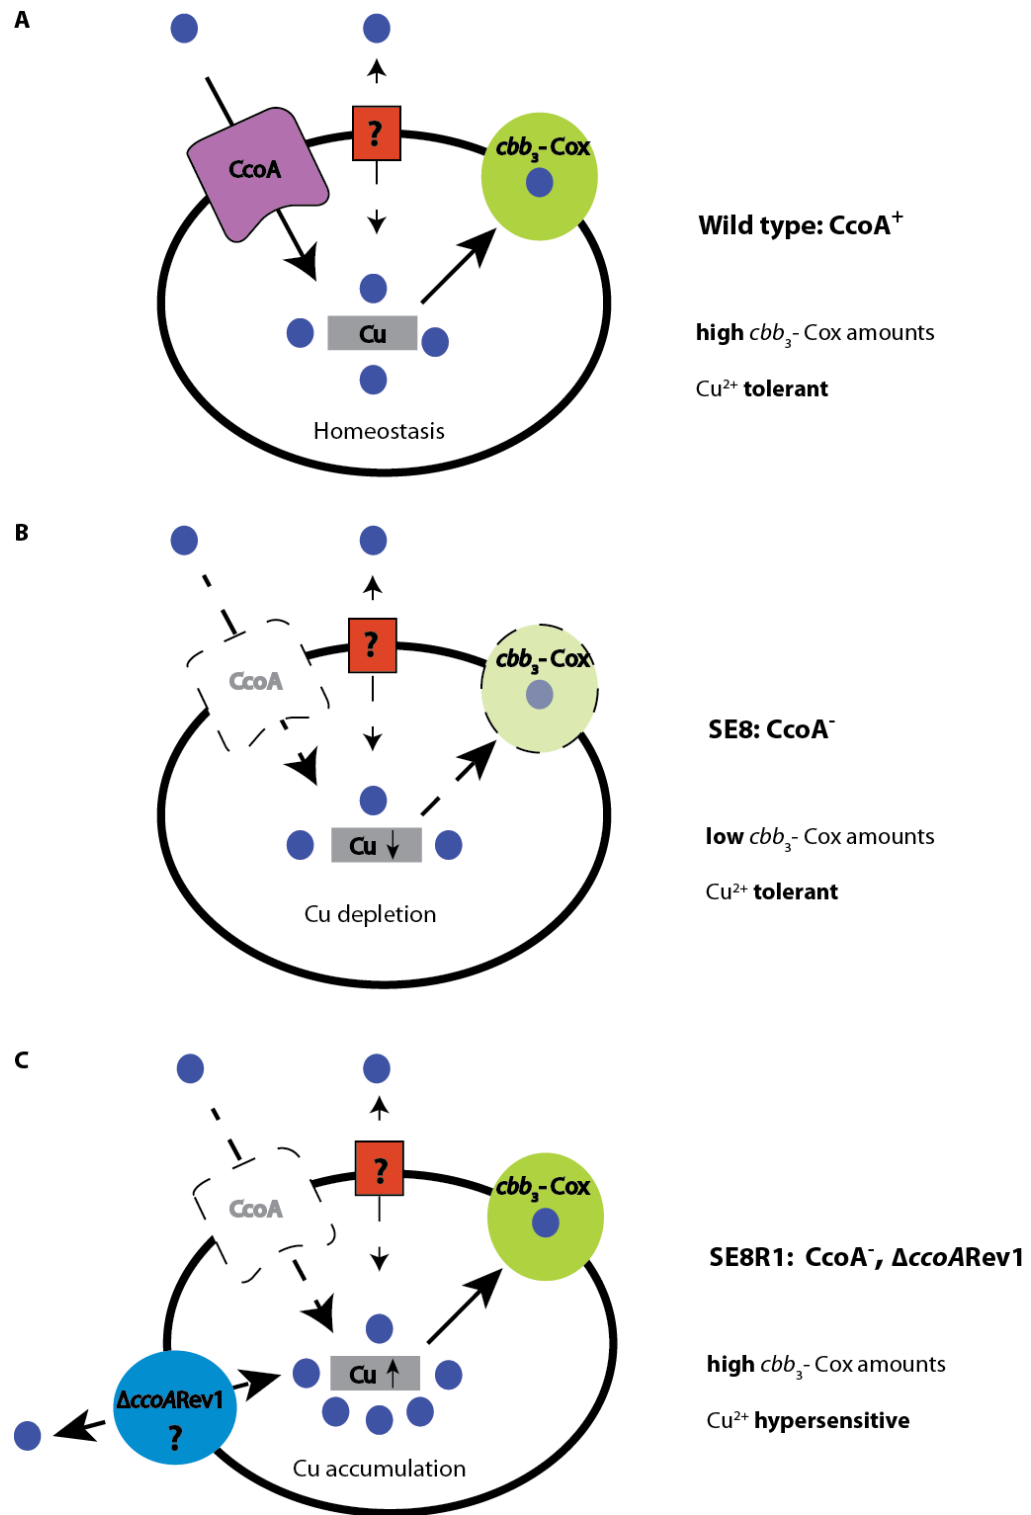 A
?
CcoA
cbb₃- Cox
Wild type: CcoA⁺
high cbb₃- Cox amounts
Cu
Cu²⁺ tolerant
Homeostasis
B
?
cbb₃- Cox
CcoA
SE8: CcoA⁻
Cu ↓
low cbb₃- Cox amounts
Cu²⁺ tolerant
Cu depletion
C
?
cbb₃- Cox
CcoA
SE8R1: CcoA⁻, ΔccoARev1
Cu ↑
high cbb₃- Cox amounts
ΔccoARev1
?
Cu²⁺ hypersensitive
Cu accumulation